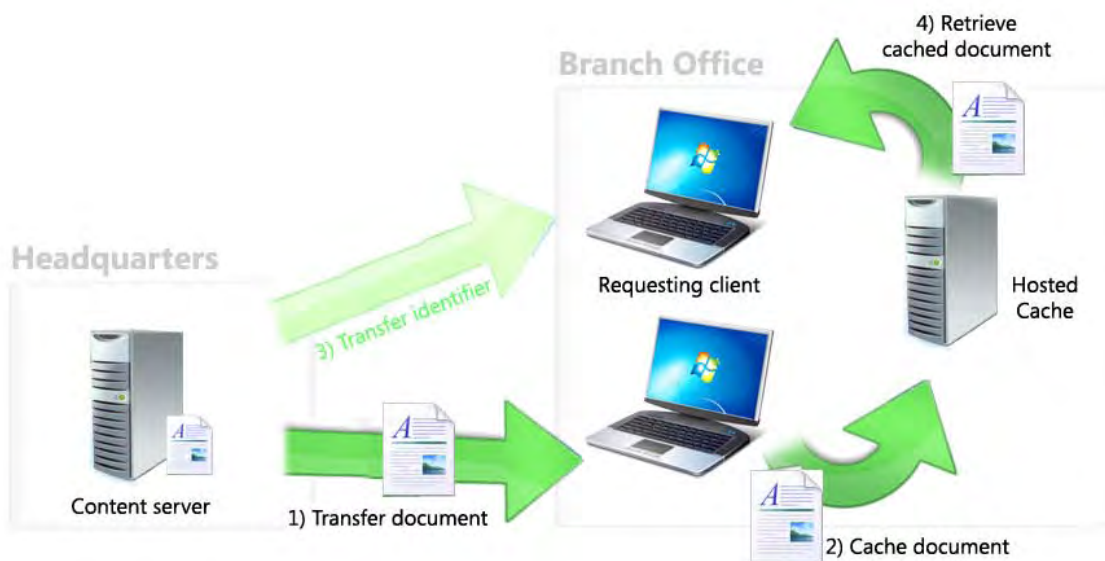 4) Retrieve
cached document
Branch Office
Headquarters
3) Transfer identifier
Requesting client
Hosted
Cache
Content server
1) Transfer document
2) Cache document
A
A
A
A